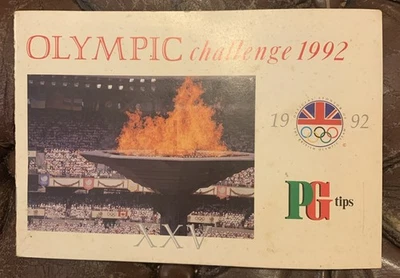 OLYMPIC challenge 1992
19 92
PG tips
XXV